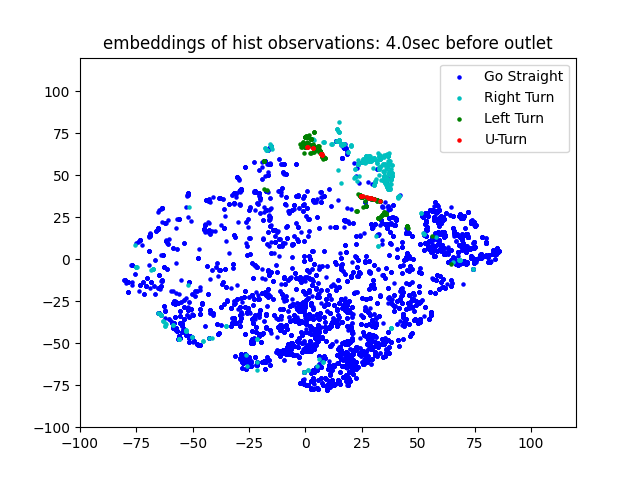 embeddings of hist observations: 4.0sec before outlet
Go Straight
Right Turn
Left Turn
U-Turn
100
75
50
25
0
−25
−50
−75
−100
−100 −75 −50 −25 0 25 50 75 100